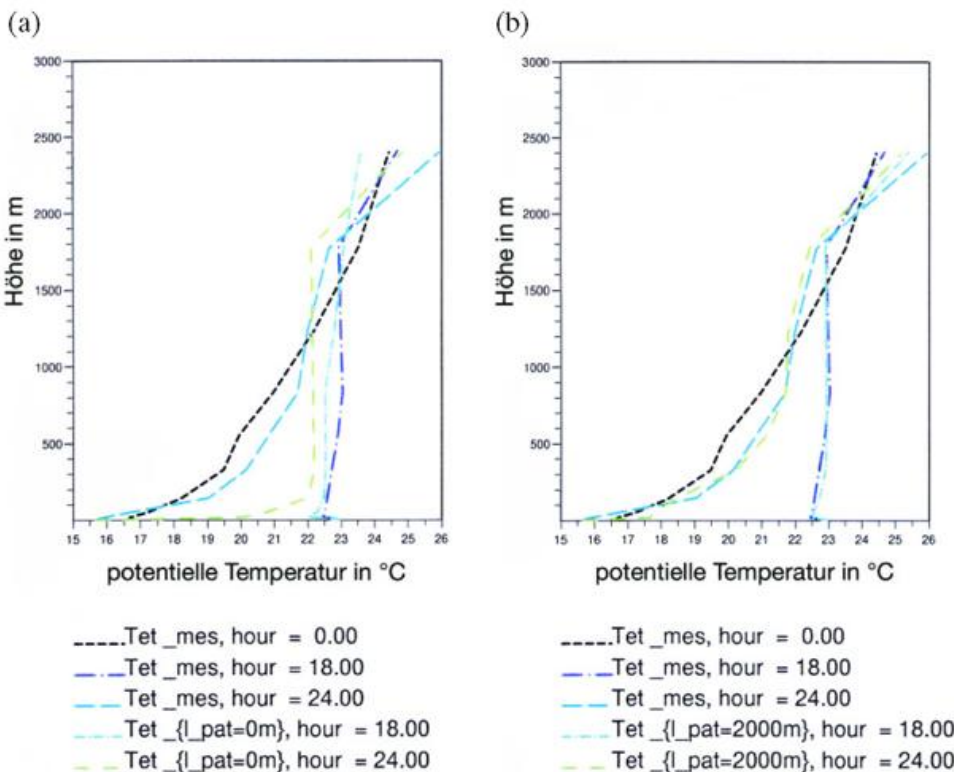 (a)
(b)
3000
2500
2000
1500
1000
500
Höhe in m
15 16 17 18 19 20 21 22 23 24 25 26
potentielle Temperatur in °C
Tet _mes, hour = 0.00
Tet _mes, hour = 18.00
Tet _mes, hour = 24.00
Tet _{l_pat=0m}, hour = 18.00
Tet _{l_pat=0m}, hour = 24.00
3000
2500
2000
1500
1000
500
Höhe in m
15 16 17 18 19 20 21 22 23 24 25 26
potentielle Temperatur in °C
Tet _mes, hour = 0.00
Tet _mes, hour = 18.00
Tet _mes, hour = 24.00
Tet _{l_pat=2000m}, hour = 18.00
Tet _{l_pat=2000m}, hour = 24.00